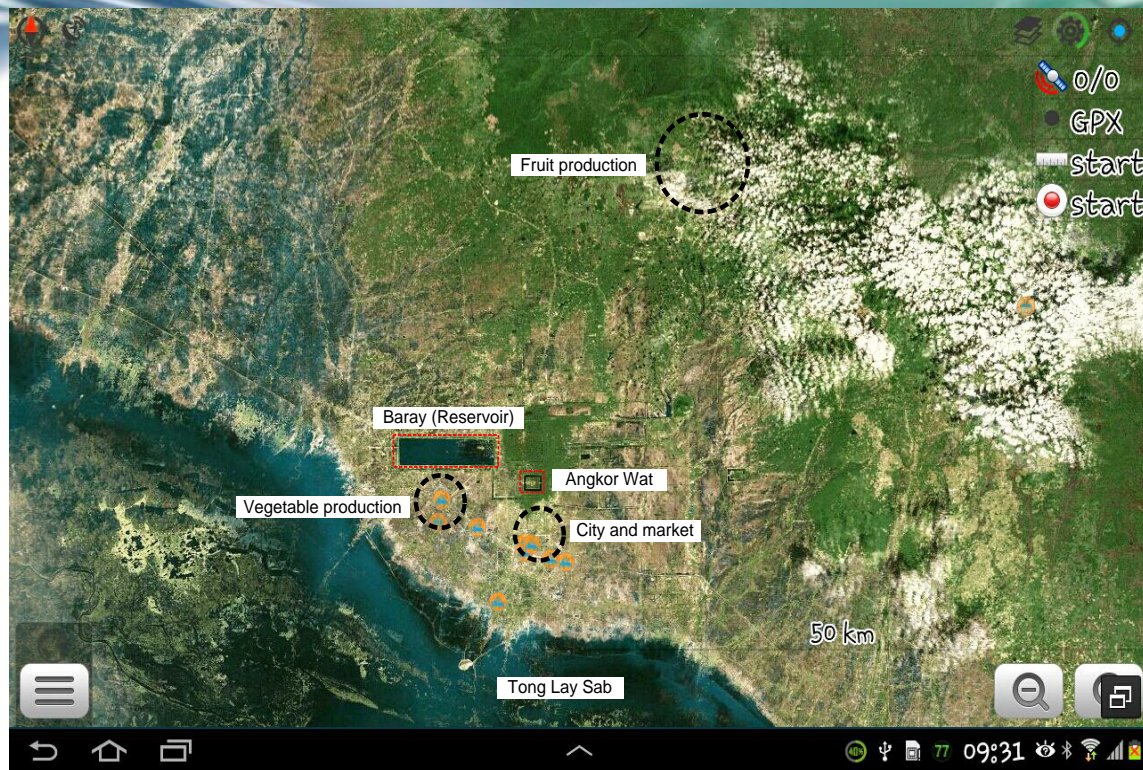 0/0
GPX
start
start
Fruit production
Baray (Reservoir)
Angkor Wat
Vegetable production
City and market
50 km
Tong Lay Sab
40%
77
09:31